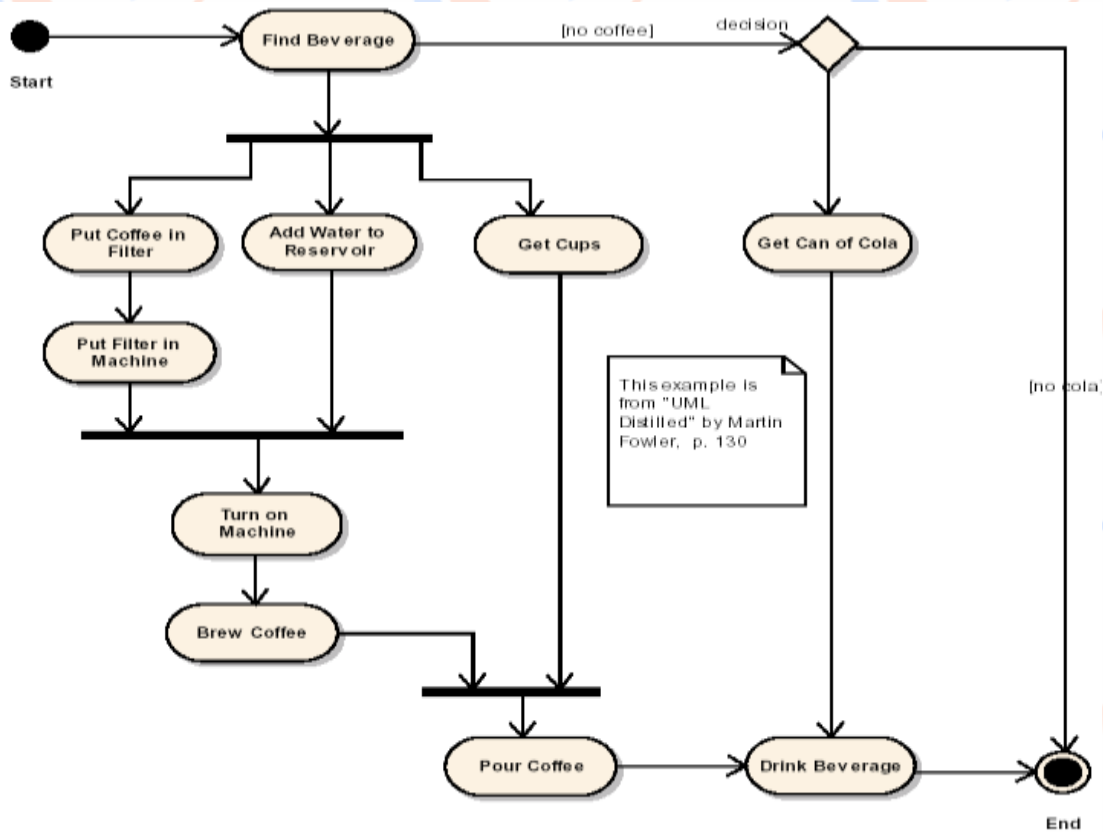 Find Beverage
[no coffee]
decision
Start
Put Coffee in
Filter
Add Water to
Reservoir
Get Cups
Get Can of Cola
Put Filter in
Machine
This example is
from "UML
Distilled" by Martin
Fowler, p. 130
[no cola]
Turn on
Machine
Brew Coffee
Pour Coffee
Drink Beverage
End